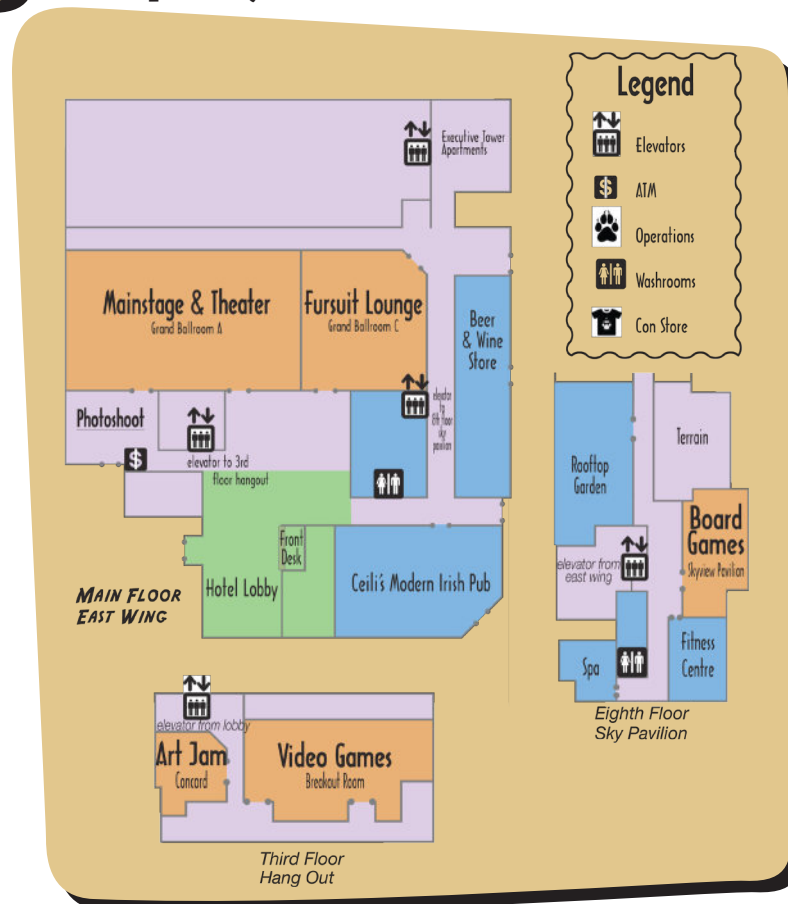 Legend
Elevators
$
ATM
Operations
Washrooms
Con Store
Executive Tower
Apartments
Mainstage & Theater
Grand Ballroom A
Fursuit Lounge
Grand Ballroom C
Beer
& Wine
Store
Photoshoot
elevator to 3rd
floor hangout
$
elevator
to
8th floor
sky
pavilion
Front
Desk
Hotel Lobby
Ceili's Modern Irish Pub
Main Floor
East Wing
Rooftop
Garden
Terrain
Board
Games
Skyview Pavilion
elevator from
east wing
Spa
Fitness
Centre
Eighth Floor
Sky Pavilion
elevator from lobby
Art Jam
Concord
Video Games
Breakout Room
Third Floor
Hang Out